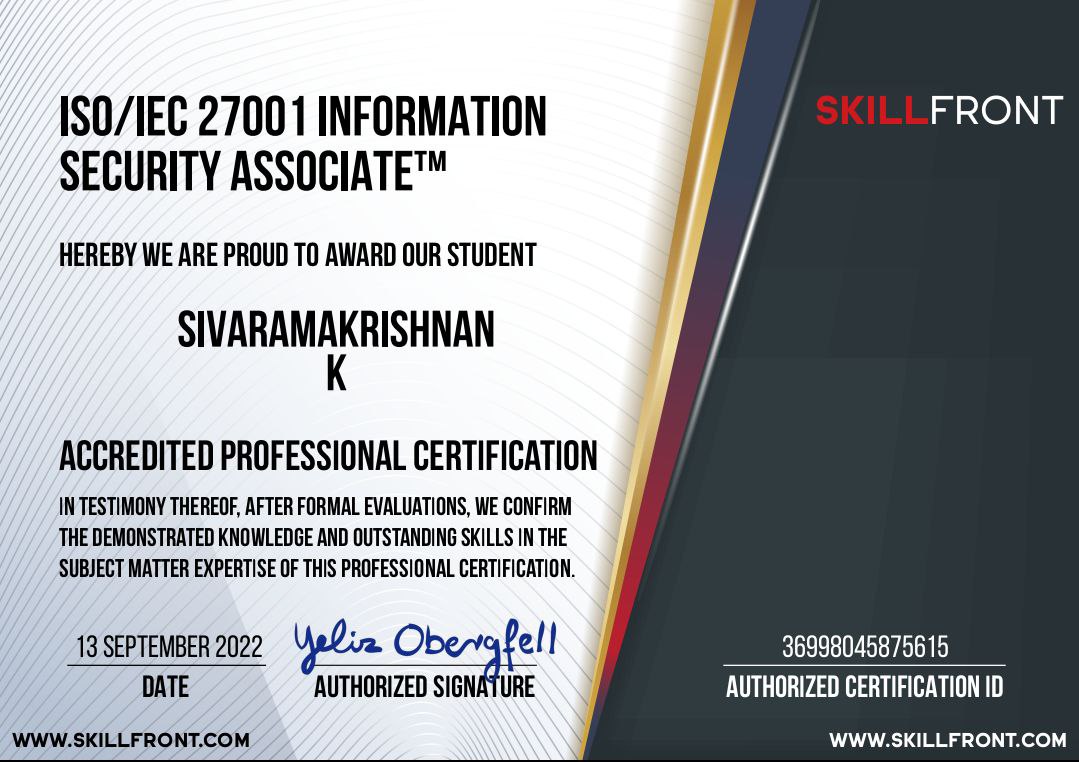 ISO/IEC 27001 INFORMATION
SECURITY ASSOCIATE™
SKILLFRONT
HEREBY WE ARE PROUD TO AWARD OUR STUDENT
SIVARAMAKRISHNAN
K
ACCREDITED PROFESSIONAL CERTIFICATION
IN TESTIMONY THEREOF, AFTER FORMAL EVALUATIONS, WE CONFIRM
THE DEMONSTRATED KNOWLEDGE AND OUTSTANDING SKILLS IN THE
SUBJECT MATTER EXPERTISE OF THIS PROFESSIONAL CERTIFICATION.
13 SEPTEMBER 2022
DATE
Yeliz Obergfell
AUTHORIZED SIGNATURE
36998045875615
AUTHORIZED CERTIFICATION ID
WWW.SKILLFRONT.COM
WWW.SKILLFRONT.COM